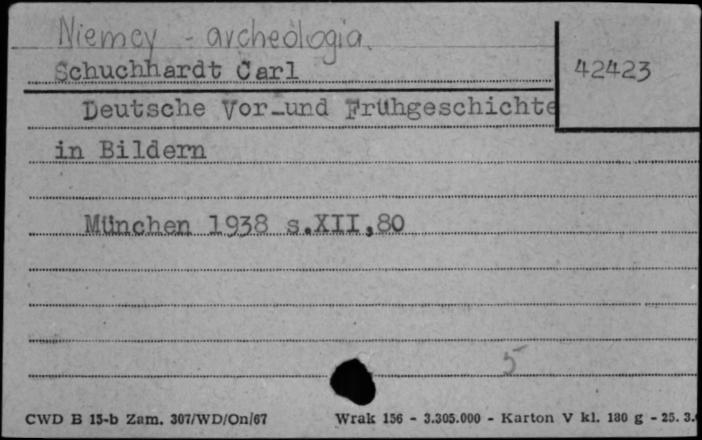 Niemcy - archeologia.
Schuchhardt Carl
42423
Deutsche Vor-und Frühgeschichte
in Bildern
München 1938 s.XII,80
5
CWD B 15-b Zam. 307/WD/On/67 Wrak 156 - 3.305.000 - Karton V kl. 180 g - 25. 3.